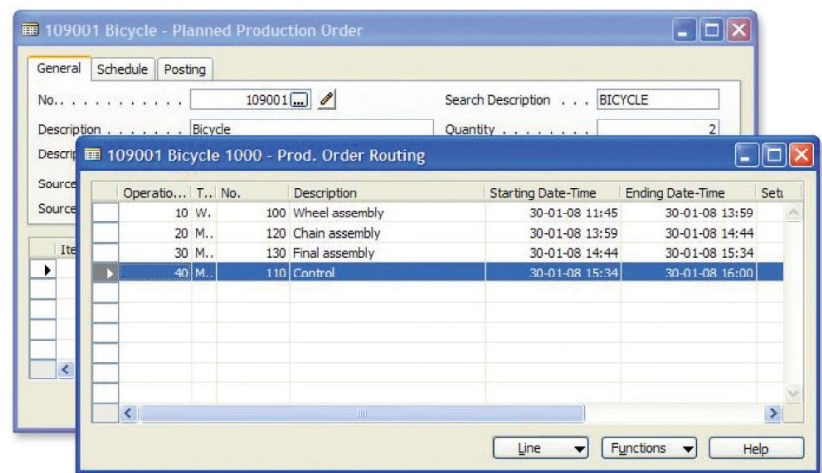 109001 Bicycle - Planned Production Order
General Schedule Posting
No.. . . . . . . . . . . 109001 ... Search Description . . . BICYCLE
Description . . . . . . . Bicycle Quantity . . . . . . . . 2
Descrip
Source
Source
Ite
109001 Bicycle 1000 - Prod. Order Routing
Operatio... T.. No. Description Starting Date-Time Ending Date-Time Setu
10 W. 100 Wheel assembly 30-01-08 11:45 30-01-08 13:59
20 M.. 120 Chain assembly 30-01-08 13:59 30-01-08 14:44
30 M.. 130 Final assembly 30-01-08 14:44 30-01-08 15:34
40 M.. 110 Control 30-01-08 15:34 30-01-08 16:00
Line Functions Help